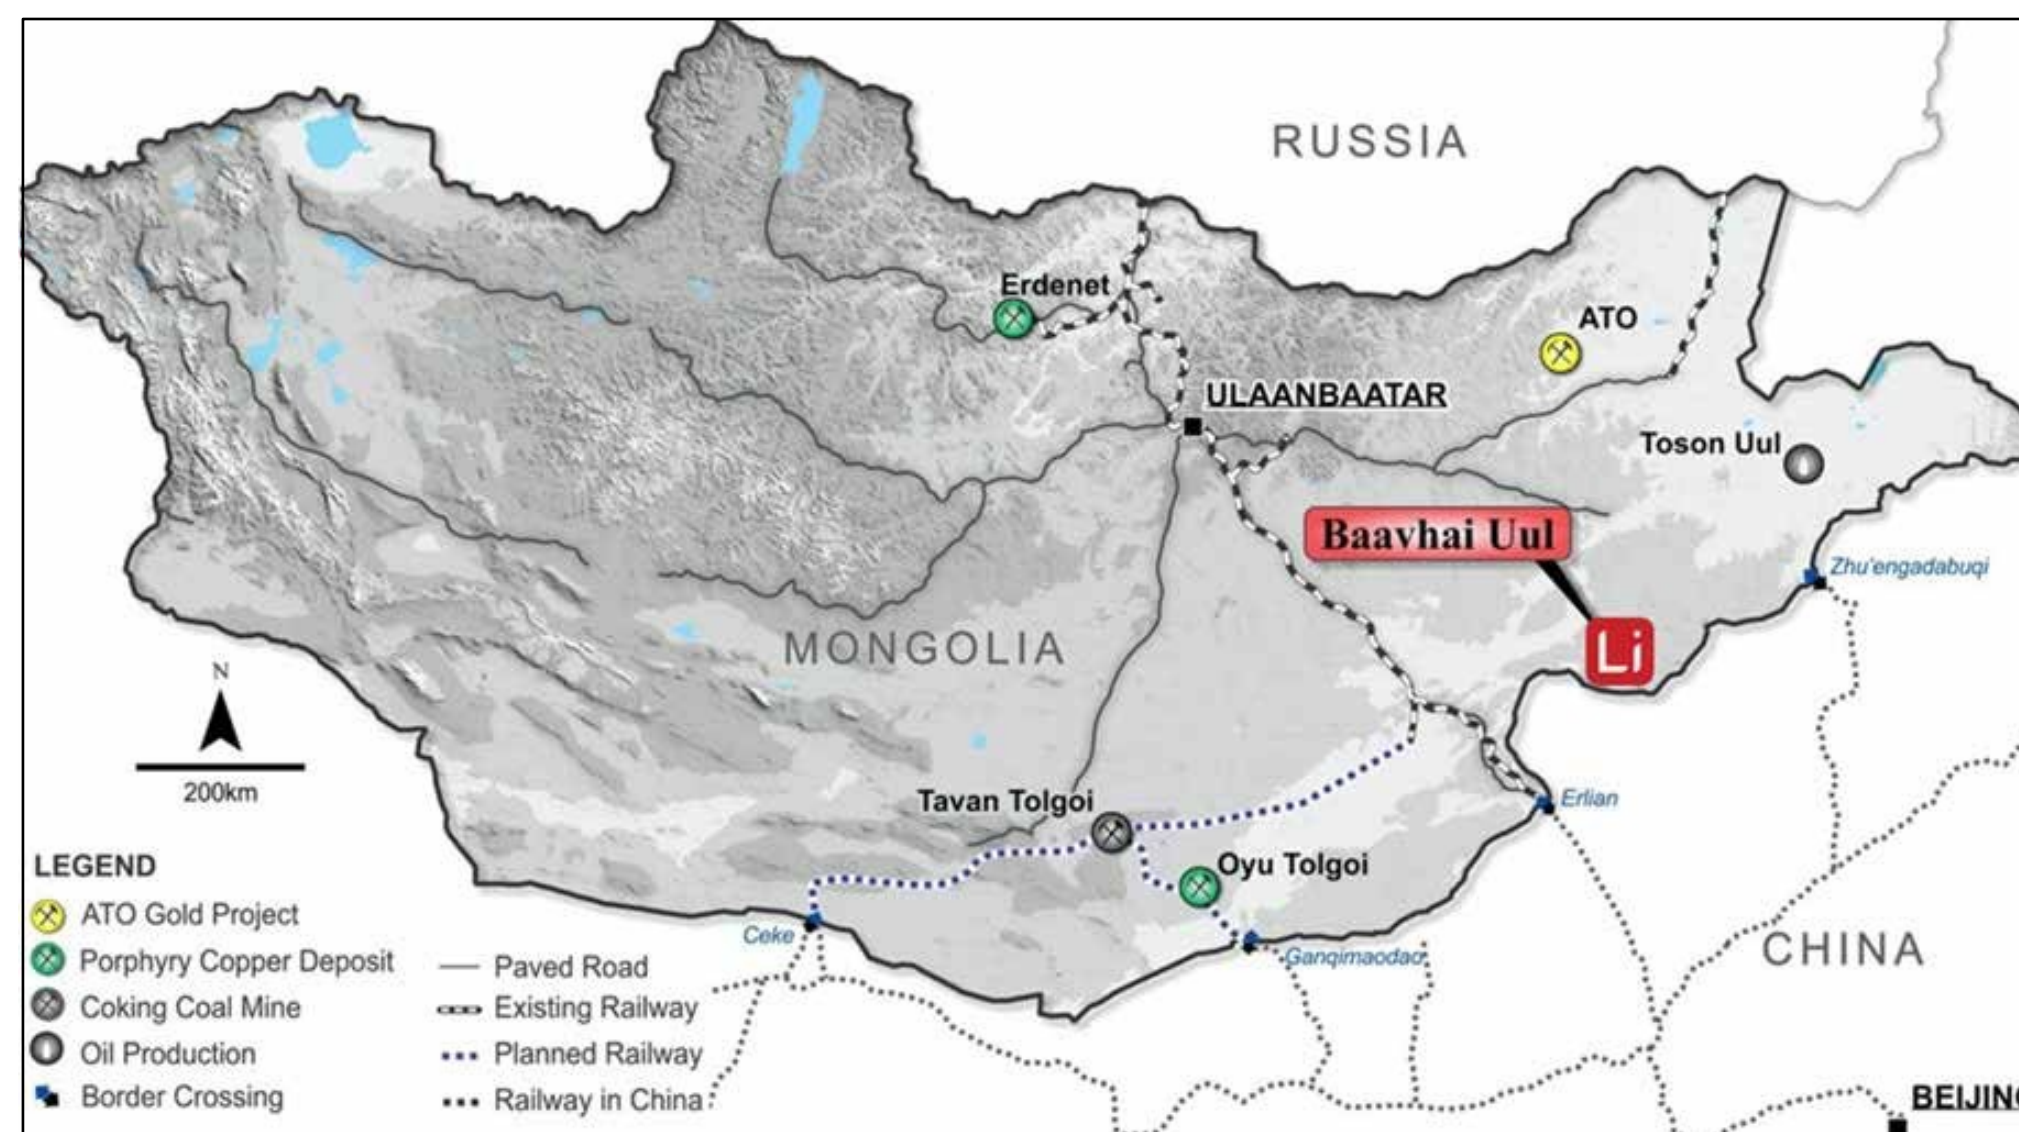 RUSSIA
Erdenet
ATO
ULAANBAATAR
Toson Uul
Baavhai Uul
Zhu'engadabuqi
MONGOLIA
Li
N
200km
Tavan Tolgoi
Erlian
Oyu Tolgoi
Ceke
Ganqimaodao
CHINA
LEGEND
ATO Gold Project
Porphyry Copper Deposit
Coking Coal Mine
Oil Production
Border Crossing
Paved Road
Existing Railway
Planned Railway
Railway in China
BEIJING